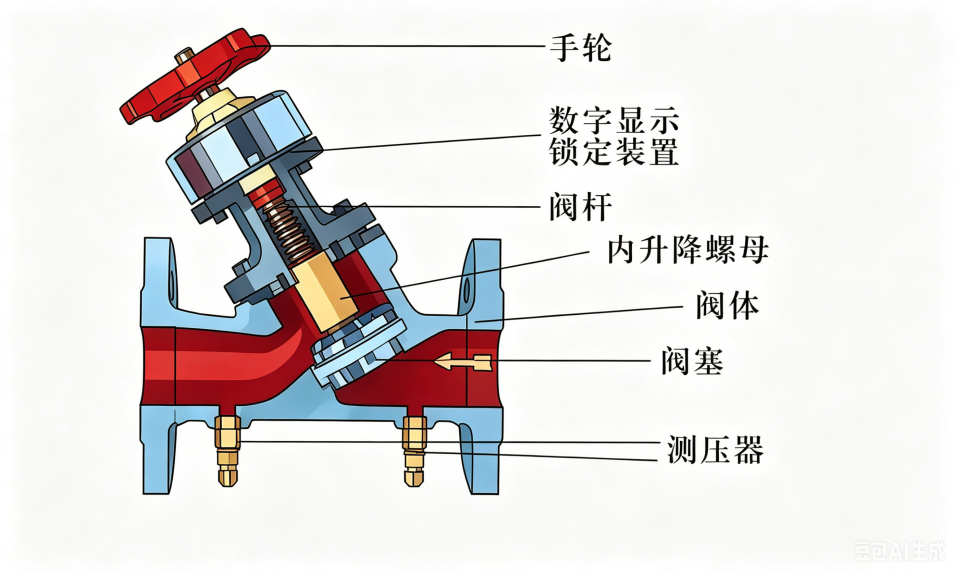 手轮
数字显示
锁定装置
阀杆
内升降螺母
阀体
阀塞
测压器
豆包AI生成